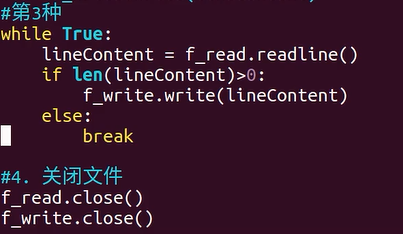 #第3种
while True:
    lineContent = f_read.readline()
    if len(lineContent)>0:
        f_write.write(lineContent)
    else:
        break
#4. 关闭文件
f_read.close()
f_write.close()